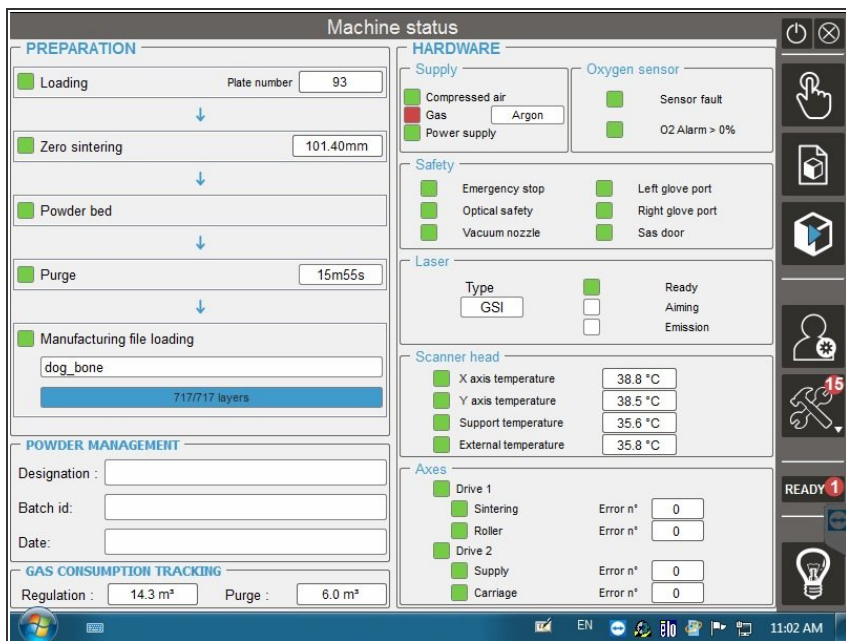 Machine status
PREPARATION
Loading Plate number 93
Zero sintering 101.40mm
Powder bed
Purge 15m55s
Manufacturing file loading
dog_bone
717/717 layers
POWDER MANAGEMENT
Designation :
Batch id:
Date:
GAS CONSUMPTION TRACKING
Regulation : 14.3 m³ Purge : 6.0 m³
HARDWARE
Supply
Compressed air
Gas Argon
Power supply
Oxygen sensor
Sensor fault
O2 Alarm > 0%
Safety
Emergency stop Left glove port
Optical safety Right glove port
Vacuum nozzle Sas door
Laser
Type Ready
GSI Aiming
Emission
Scanner head
X axis temperature 38.8 °C
Y axis temperature 38.5 °C
Support temperature 35.6 °C
External temperature 35.8 °C
Axes
Drive 1
Sintering Error n° 0
Roller Error n° 0
Drive 2
Supply Error n° 0
Carriage Error n° 0
15
READY 1
EN 11:02 AM